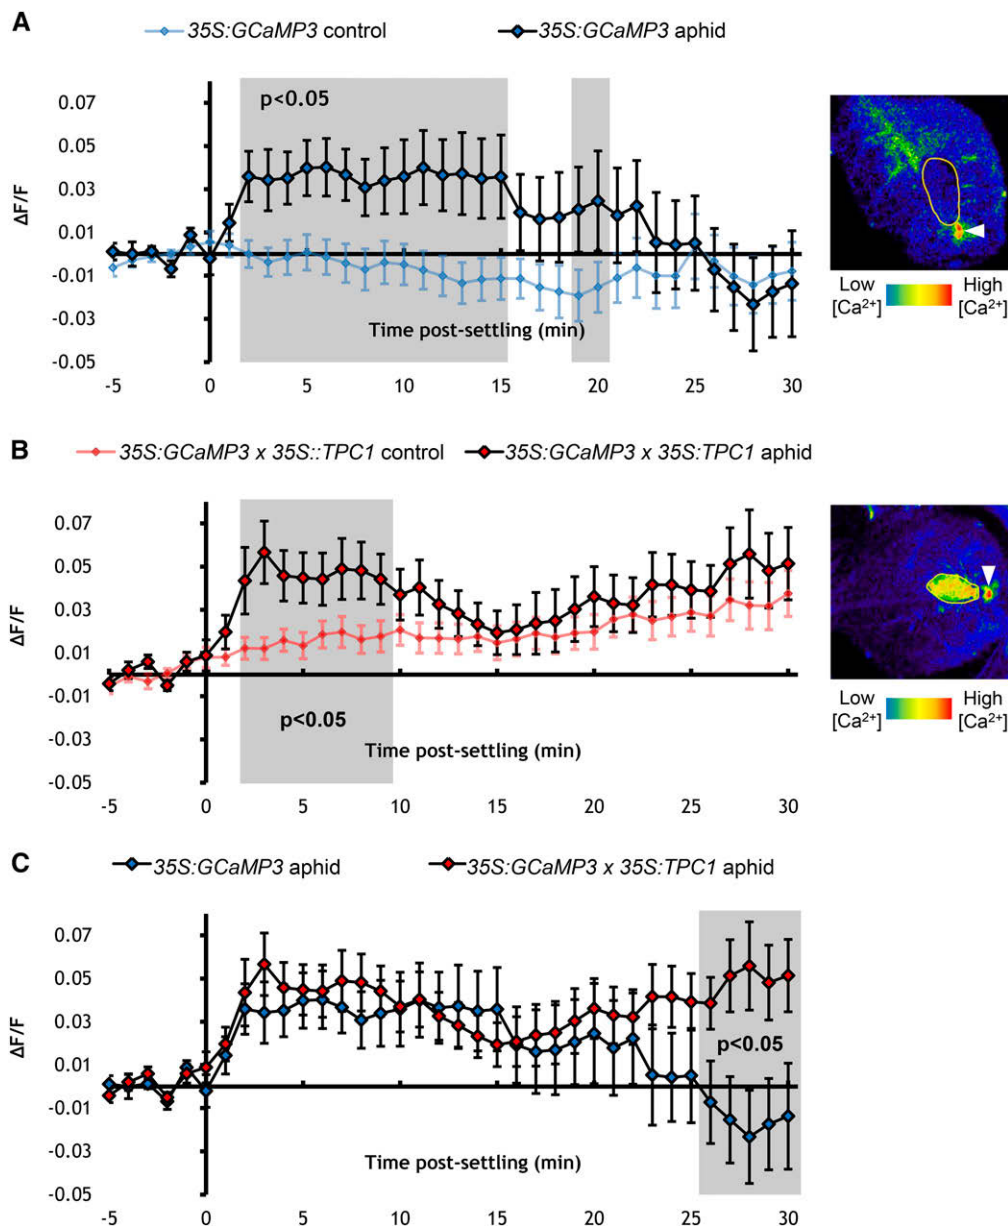 A
35S:GCaMP3 control
35S:GCaMP3 aphid
0.07
0.05
0.03
0.01
-0.01
-0.03
-0.05
ΔF/F
p<0.05
Time post-settling (min)
-5 0 5 10 15 20 25 30
Low [Ca²⁺]
High [Ca²⁺]
B
35S:GCaMP3 x 35S::TPC1 control
35S:GCaMP3 x 35S:TPC1 aphid
0.07
0.05
0.03
0.01
-0.01
-0.03
-0.05
ΔF/F
p<0.05
Time post-settling (min)
-5 0 5 10 15 20 25 30
Low [Ca²⁺]
High [Ca²⁺]
C
35S:GCaMP3 aphid
35S:GCaMP3 x 35S:TPC1 aphid
0.07
0.05
0.03
0.01
-0.01
-0.03
-0.05
ΔF/F
p<0.05
Time post-settling (min)
-5 0 5 10 15 20 25 30